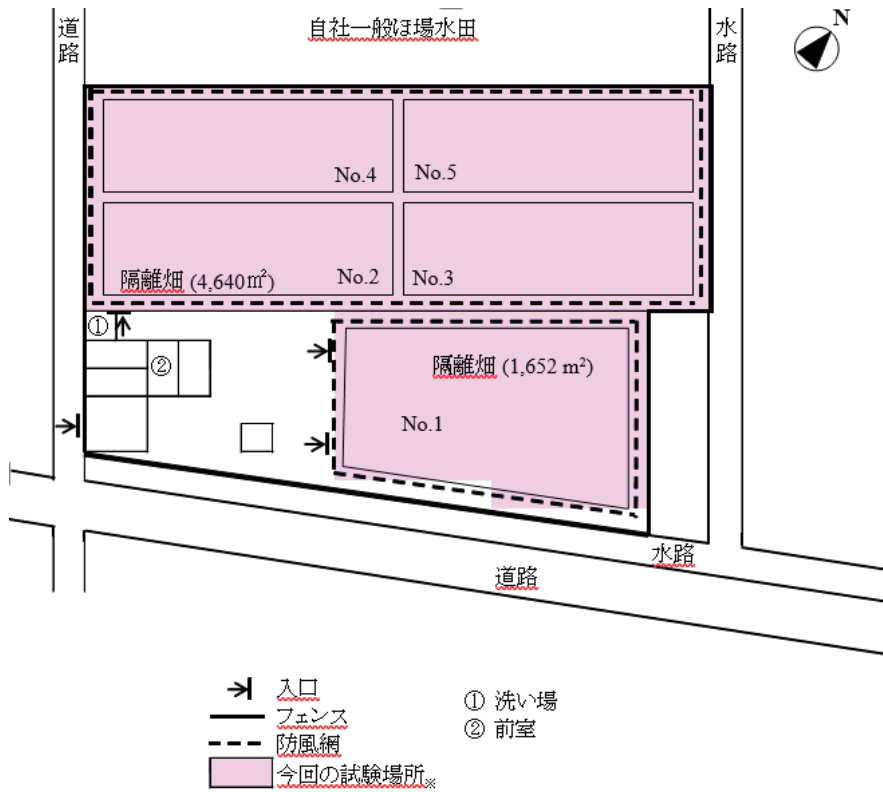 道路
自社一般ほ場水田
水路
N
No.4
No.5
隔離畑 (4,640㎡)
No.2
No.3
①
②
隔離畑 (1,652 m²)
No.1
水路
道路
入口
フェンス
防風網
今回の試験場所※
① 洗い場
② 前室